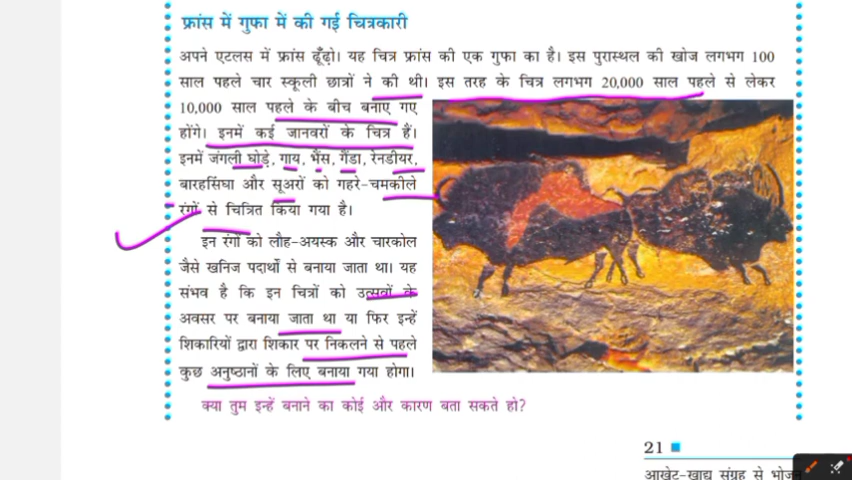 फ्रांस में गुफा में की गई चित्रकारी
अपने एटलस में फ्रांस ढूँढ़ो। यह चित्र फ्रांस की एक गुफा का है। इस पुरास्थल की खोज लगभग 100
साल पहले चार स्कूली छात्रों ने की थी। इस तरह के चित्र लगभग 20,000 साल पहले से लेकर
10,000 साल पहले के बीच बनाए गए
होंगे। इनमें कई जानवरों के चित्र हैं।
इनमें जंगली घोड़े, गाय, भैंस, गैंडा, रेनडीयर,
बारहसिंघा और सूअरों को गहरे-चमकीले
रंगों से चित्रित किया गया है।
इन रंगों को लौह-अयस्क और चारकोल
जैसे खनिज पदार्थों से बनाया जाता था। यह
संभव है कि इन चित्रों को उत्सवों के
अवसर पर बनाया जाता था या फिर इन्हें
शिकारियों द्वारा शिकार पर निकलने से पहले
कुछ अनुष्ठानों के लिए बनाया गया होगा।
क्या तुम इन्हें बनाने का कोई और कारण बता सकते हो?
21
आखेट-खाद्य संग्रह से